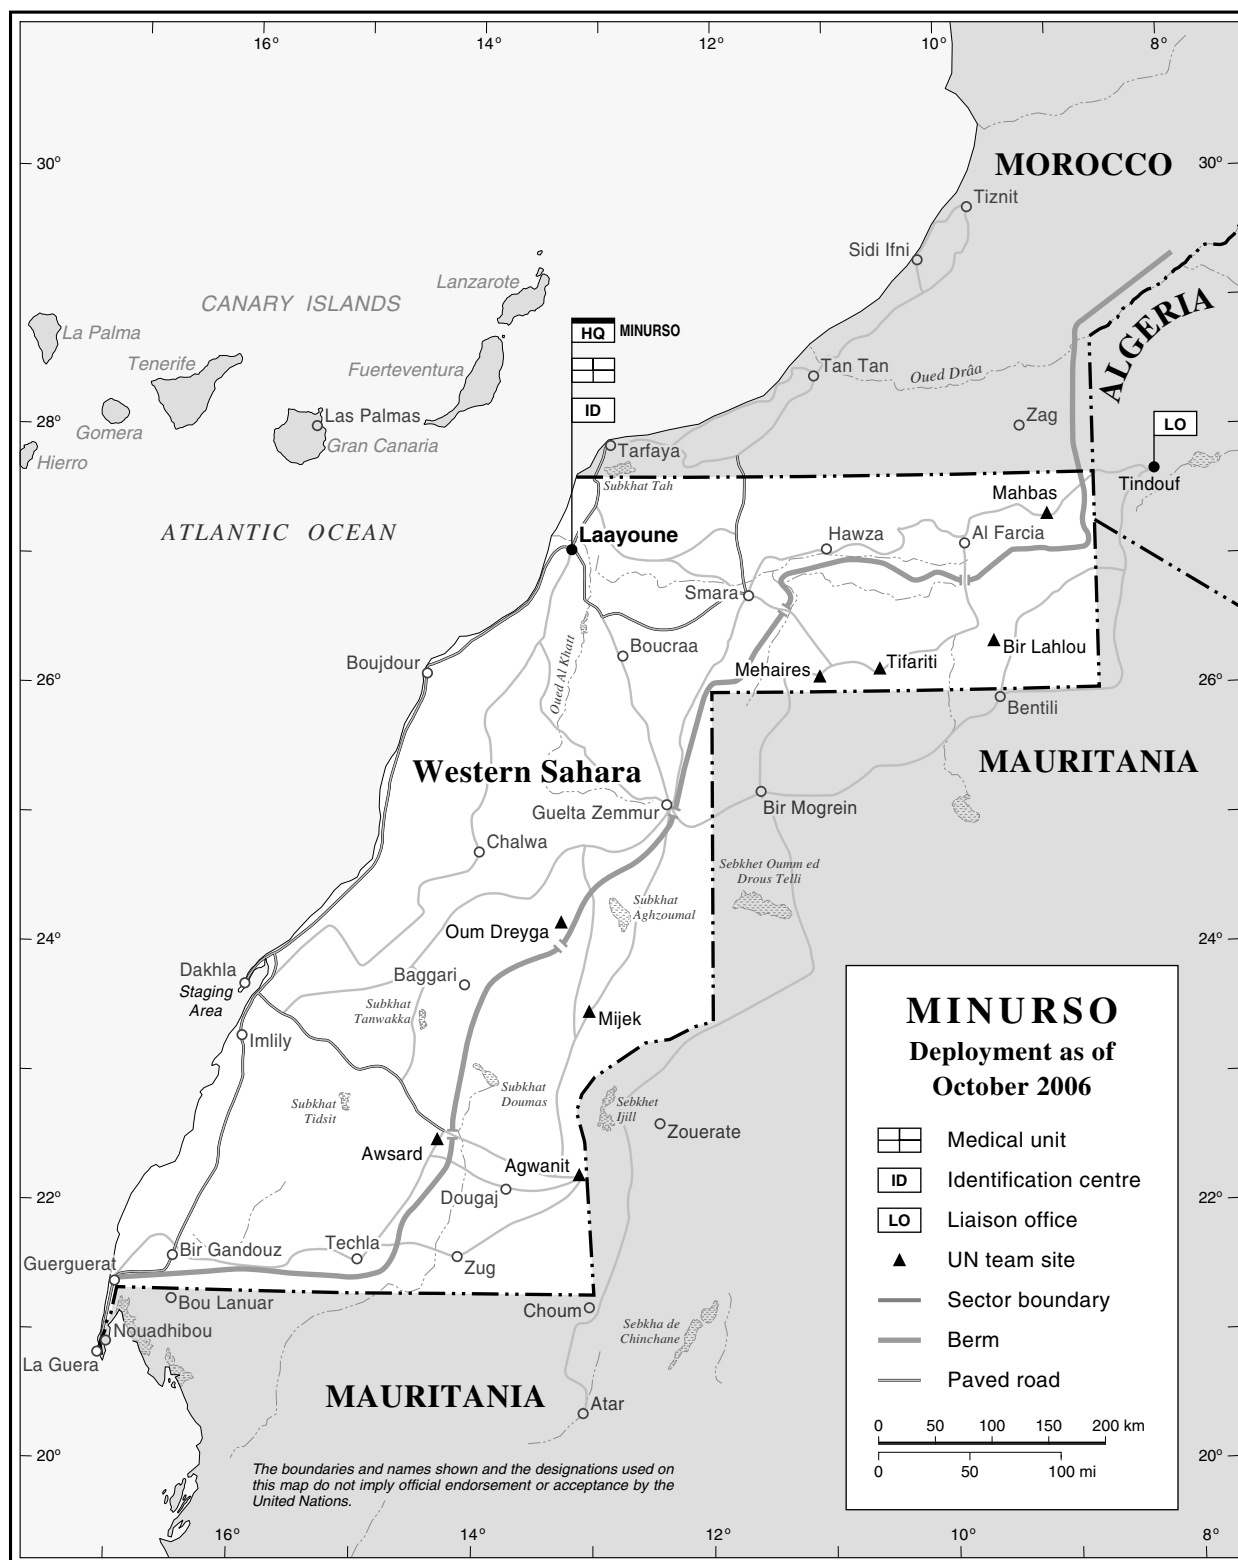 16°
14°
12°
10°
8°
30°
MOROCCO
30°
Tiznit
Sidi Ifni
Lanzarote
CANARY ISLANDS
ALGERIA
La Palma
HQ MINURSO
Tenerife
Fuerteventura
Tan Tan
Oued Drâa
28°
Gomera
Las Palmas
ID
Zag
LO
Gran Canaria
Hierro
Tarfaya
Tindouf
Subkhat Tah
Mahbas
ATLANTIC OCEAN
Laayoune
Hawza
Al Farcia
Smara
Boucraa
Oued Al Khatt
Bir Lahlou
Boujdour
Mehaires
Tifariti
26°
26°
Bentili
Western Sahara
MAURITANIA
Guelta Zemmur
Bir Mogrein
Chalwa
Sebkhet Oumm ed
Drous Telli
Subkhat
Aghzoumal
Oum Dreyga
24°
24°
Dakhla
Staging
Area
Baggari
Subkhat
Tanwakka
Mijek
Imlily
Subkhat
Doumas
Subkhat
Tidsit
Sebkhet
Ijill
Zouerate
Awsard
Agwanit
Dougaj
22°
22°
Techla
Bir Gandouz
Guerguerat
Zug
Bou Lanuar
Choum
Nouadhibou
Sebkha de
Chinchane
La Guera
MAURITANIA
Atar
20°
20°
The boundaries and names shown and the designations used on
this map do not imply official endorsement or acceptance by the
United Nations.
MINURSO
Deployment as of
October 2006
Medical unit
ID Identification centre
LO Liaison office
UN team site
Sector boundary
Berm
Paved road
0 50 100 150 200 km
0 50 100 mi
16°
14°
12°
10°
8°